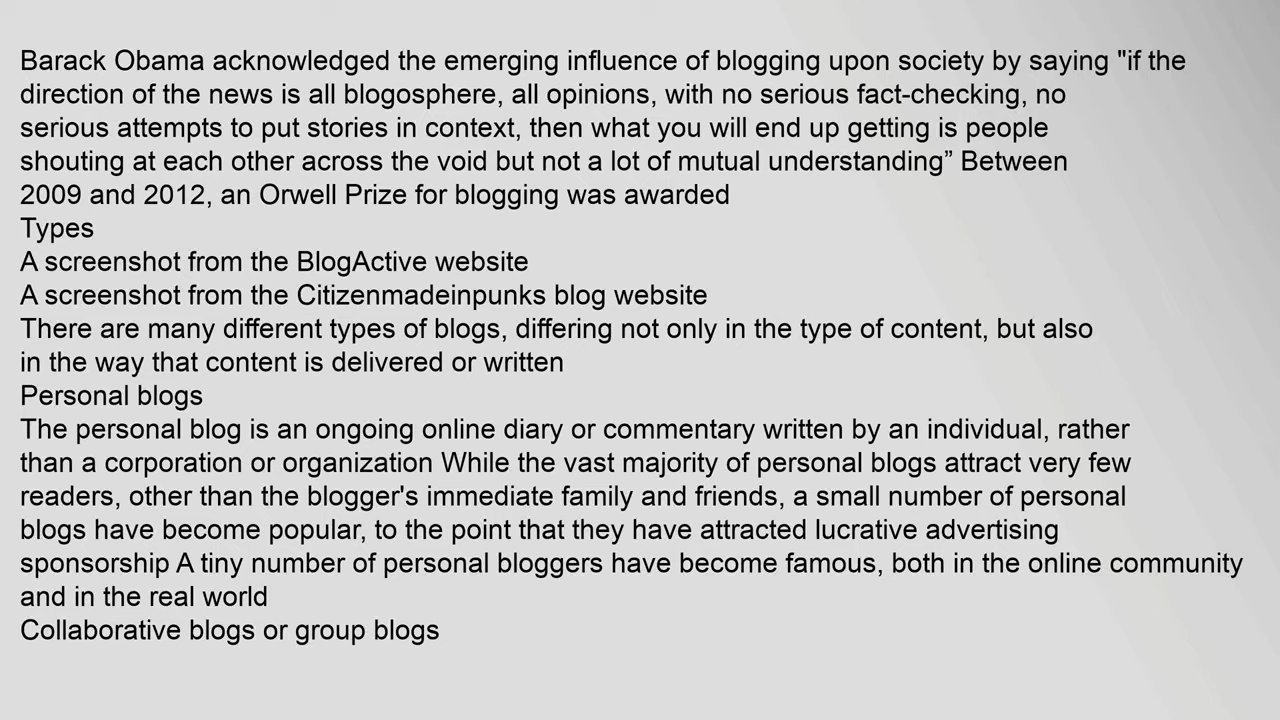 Barack Obama acknowledged the emerging influence of blogging upon society by saying "if the
direction of the news is all blogosphere, all opinions, with no serious fact-checking, no
serious attempts to put stories in context, then what you will end up getting is people
shouting at each other across the void but not a lot of mutual understanding” Between
2009 and 2012, an Orwell Prize for blogging was awarded
Types
A screenshot from the BlogActive website
A screenshot from the Citizenmadeinpunks blog website
There are many different types of blogs, differing not only in the type of content, but also
in the way that content is delivered or written
Personal blogs
The personal blog is an ongoing online diary or commentary written by an individual, rather
than a corporation or organization While the vast majority of personal blogs attract very few
readers, other than the blogger's immediate family and friends, a small number of personal
blogs have become popular, to the point that they have attracted lucrative advertising
sponsorship A tiny number of personal bloggers have become famous, both in the online community
and in the real world
Collaborative blogs or group blogs